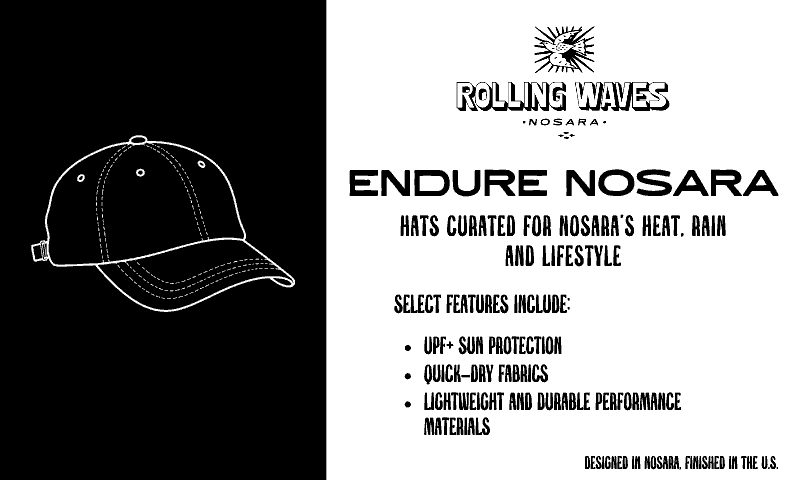 ROLLING WAVES
•NOSARA•
ENDURE NOSARA
HATS CURATED FOR NOSARA'S HEAT, RAIN
AND LIFESTYLE
SELECT FEATURES INCLUDE:
• UPF+ SUN PROTECTION
• QUICK-DRY FABRICS
• LIGHTWEIGHT AND DURABLE PERFORMANCE
MATERIALS
DESIGNED IN NOSARA, FINISHED IN THE U.S.